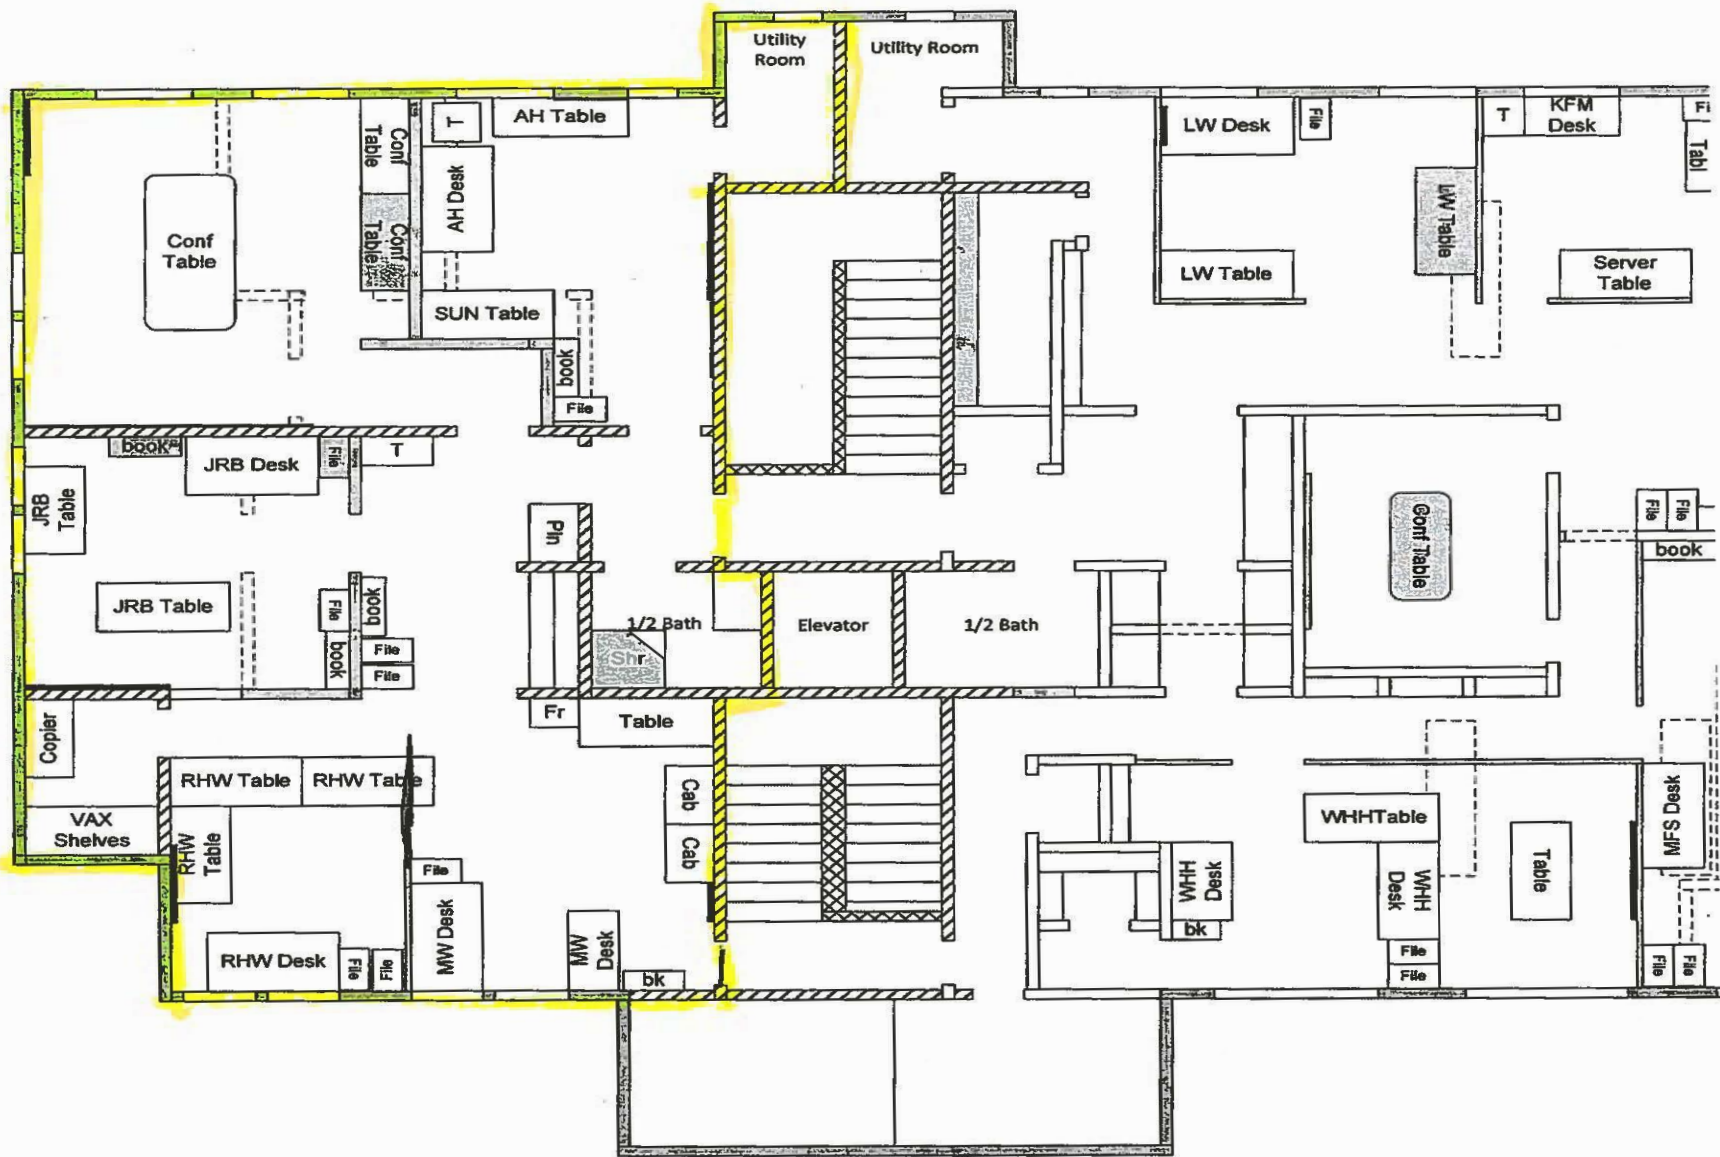 Utility
Room
Utility Room
AH Table
T
Conf
Table
Conf
Table
AH Desk
Conf
Table
SUN Table
book
File
LW Desk
File
T
KFM
Desk
Tabl
LW Table
LW Table
Server
Table
book
JRB Desk
File
T
JRB
Table
Pin
JRB Table
File
book
book
File
File
1/2 Bath
Shr
Elevator
1/2 Bath
Conf Table
File
File
book
Copier
Fr
Table
RHW Table
RHW Table
VAX
Shelves
RHW
Table
Cab
Cab
File
MW Desk
MW
Desk
bk
RHW Desk
File
File
WHH
Desk
bk
WHHTable
WHH
Desk
File
File
Table
MFS Desk
File
File